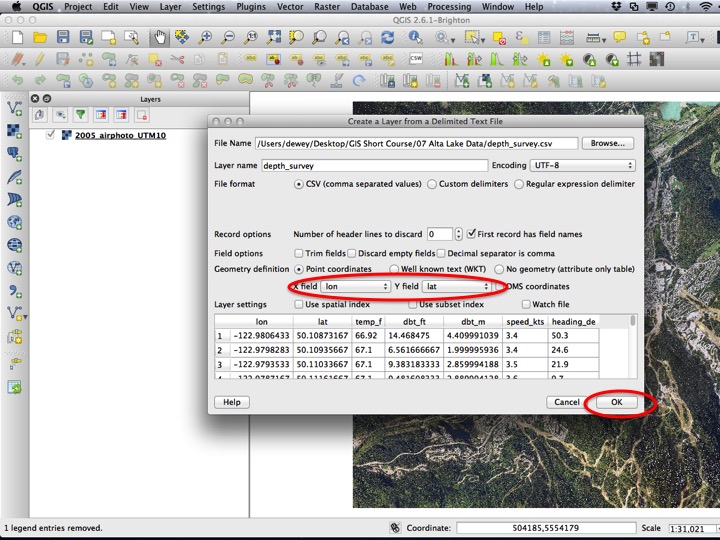 QGIS Project Edit View Layer Settings Plugins Vector Raster Database Web Processing Window
QGIS 2.6.1-Brighton
Layers
2005_airphoto_UTM10
Create a Layer from a Delimited Text File
File Name /Users/dewey/Desktop/GIS Short Course/07 Alta Lake Data/depth_survey.csv Browse...
Layer name depth_survey Encoding UTF-8
File format CSV (comma separated values) Custom delimiters Regular expression delimiter
Record options Number of header lines to discard 0 First record has field names
Field options Trim fields Discard empty fields Decimal separator is comma
Geometry definition Point coordinates Well known text (WKT) No geometry (attribute only table)
X field lon Y field lat DMS coordinates
Layer settings Use spatial index Use subset index Watch file
lon lat temp_f dbt_ft dbt_m speed_kts heading_de
1 -122.9806433 50.10873167 66.92 14.468475 4.409991039 3.4 50.3
2 -122.9798283 50.10935667 67.1 6.561666667 1.999995936 3.4 24.6
3 -122.9793533 50.11033667 67.1 9.383183333 2.859994188 3.5 21.9
Help Cancel OK
1 legend entries removed. Coordinate: 504185,5554179 Scale 1:31,021